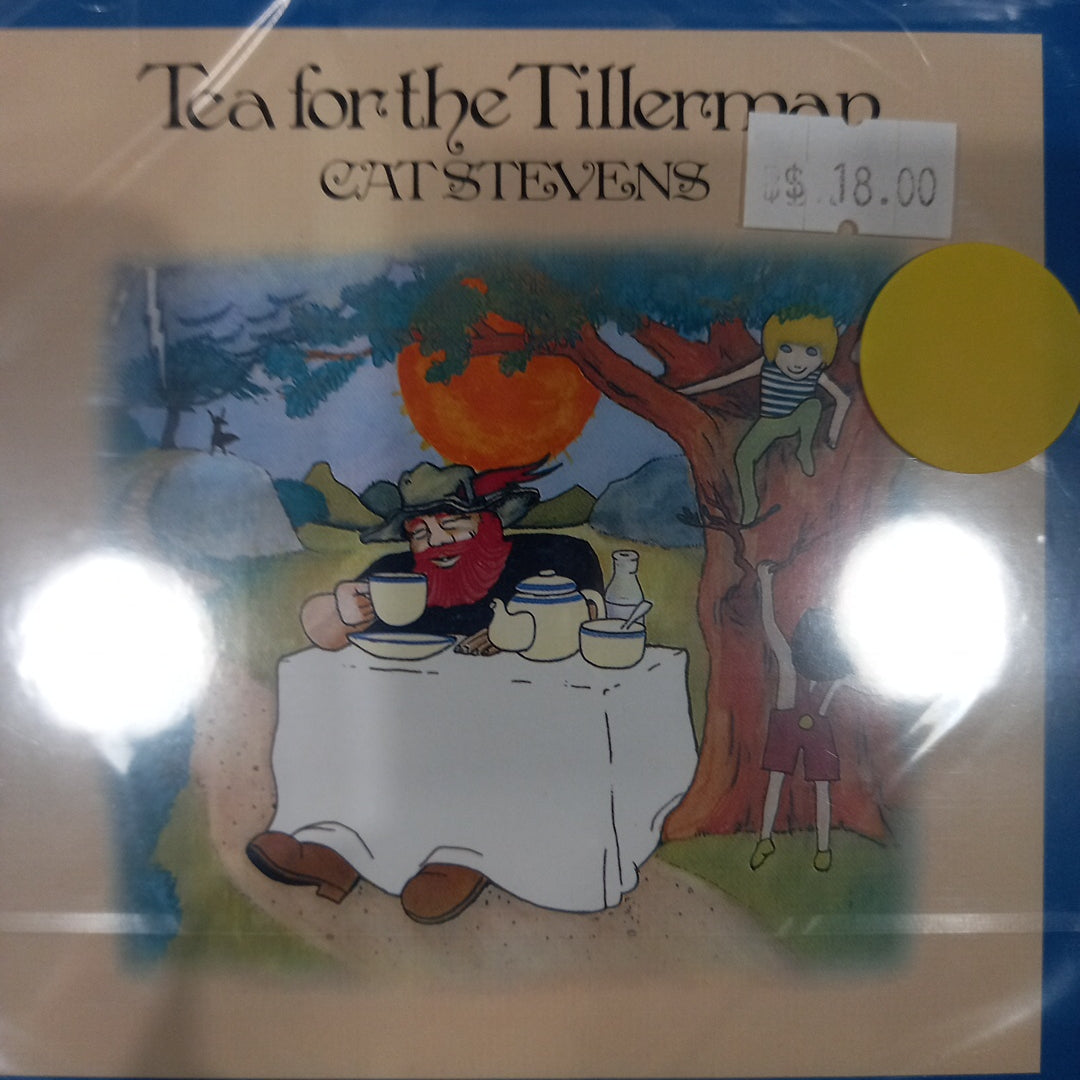 Tea for the Tillerman
CAT STEVENS
$ 18.00